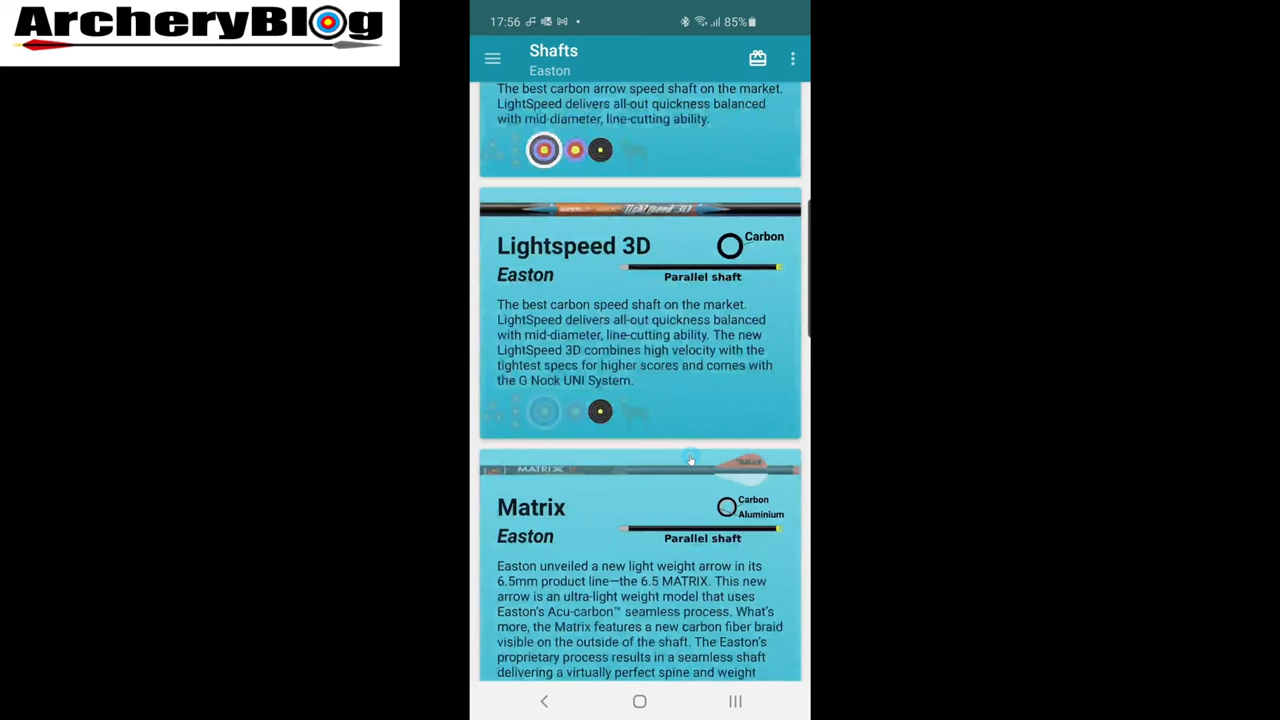 ArcheryBlog
17:56
85%
Shafts
Easton
The best carbon arrow speed shaft on the market.
LightSpeed delivers all-out quickness balanced
with mid-diameter, line-cutting ability.
Lightspeed 3D
Carbon
Easton
Parallel shaft
The best carbon speed shaft on the market.
LightSpeed delivers all-out quickness balanced
with mid-diameter, line-cutting ability. The new
LightSpeed 3D combines high velocity with the
tightest specs for higher scores and comes with
the G Nock UNI System.
MATRIX
Matrix
Carbon
Aluminium
Easton
Parallel shaft
Easton unveiled a new light weight arrow in its
6.5mm product line—the 6.5 MATRIX. This new
arrow is an ultra-light weight model that uses
Easton's Acu-carbon™ seamless process. What's
more, the Matrix features a new carbon fiber braid
visible on the outside of the shaft. The Easton's
proprietary process results in a seamless shaft
delivering a virtually perfect spine and weight